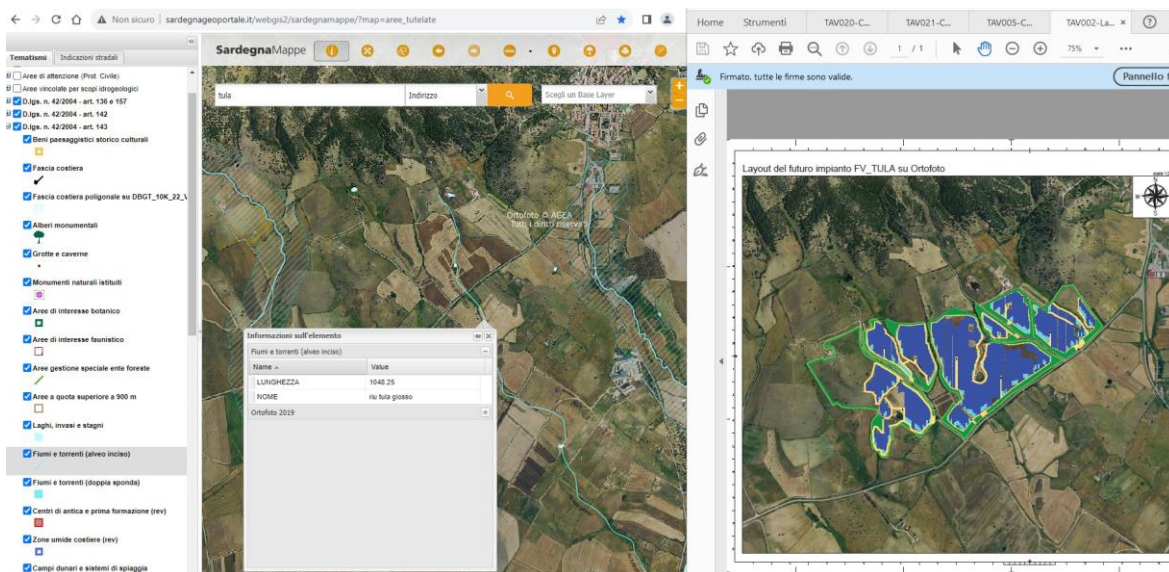 Non sicuro | sardegnageoportale.it/webgis2/sardegnamappe/?map=aree_tutelate
Tematismi
Indicazioni stradali
Aree di attenzione (Prot. Civile)
Aree vincolate per scopi idrogeologici
D.lgs. n. 42/2004 - art. 136 e 157
D.lgs. n. 42/2004 - art. 142
D.lgs. n. 42/2004 - art. 143
Beni paesaggistici storico culturali
Fascia costiera
Fascia costiera poligonale su DBGT_10K_22_V
Alberi monumentali
Grotte e caverne
Monumenti naturali istituiti
Aree di interesse botanico
Aree di interesse faunistico
Aree gestione speciale ente foreste
Aree a quota superiore a 900 m
Laghi, invasi e stagni
Fiumi e torrenti (alveo inciso)
Fiumi e torrenti (doppia sponda)
Centri di antica e prima formazione (rev)
Zone umide costiere (rev)
Campi dunari e sistemi di spiaggia
SardegnaMappe
tula
Indirizzo
Scegli un Base Layer
Ortofoto © AGEA
Tutti i diritti riservati
Informazioni sull'elemento
Fiumi e torrenti (alveo inciso)
Name
Value
LUNGHEZZA
1048.25
NOME
riu tula giosso
Ortofoto 2019
Home
Strumenti
TAV020-C...
TAV021-C...
TAV005-C...
TAV002-La...
1 / 1
75%
Firmato, tutte le firme sono valide.
Pannello f
Layout del futuro impianto FV_TULA su Ortofoto
N
S